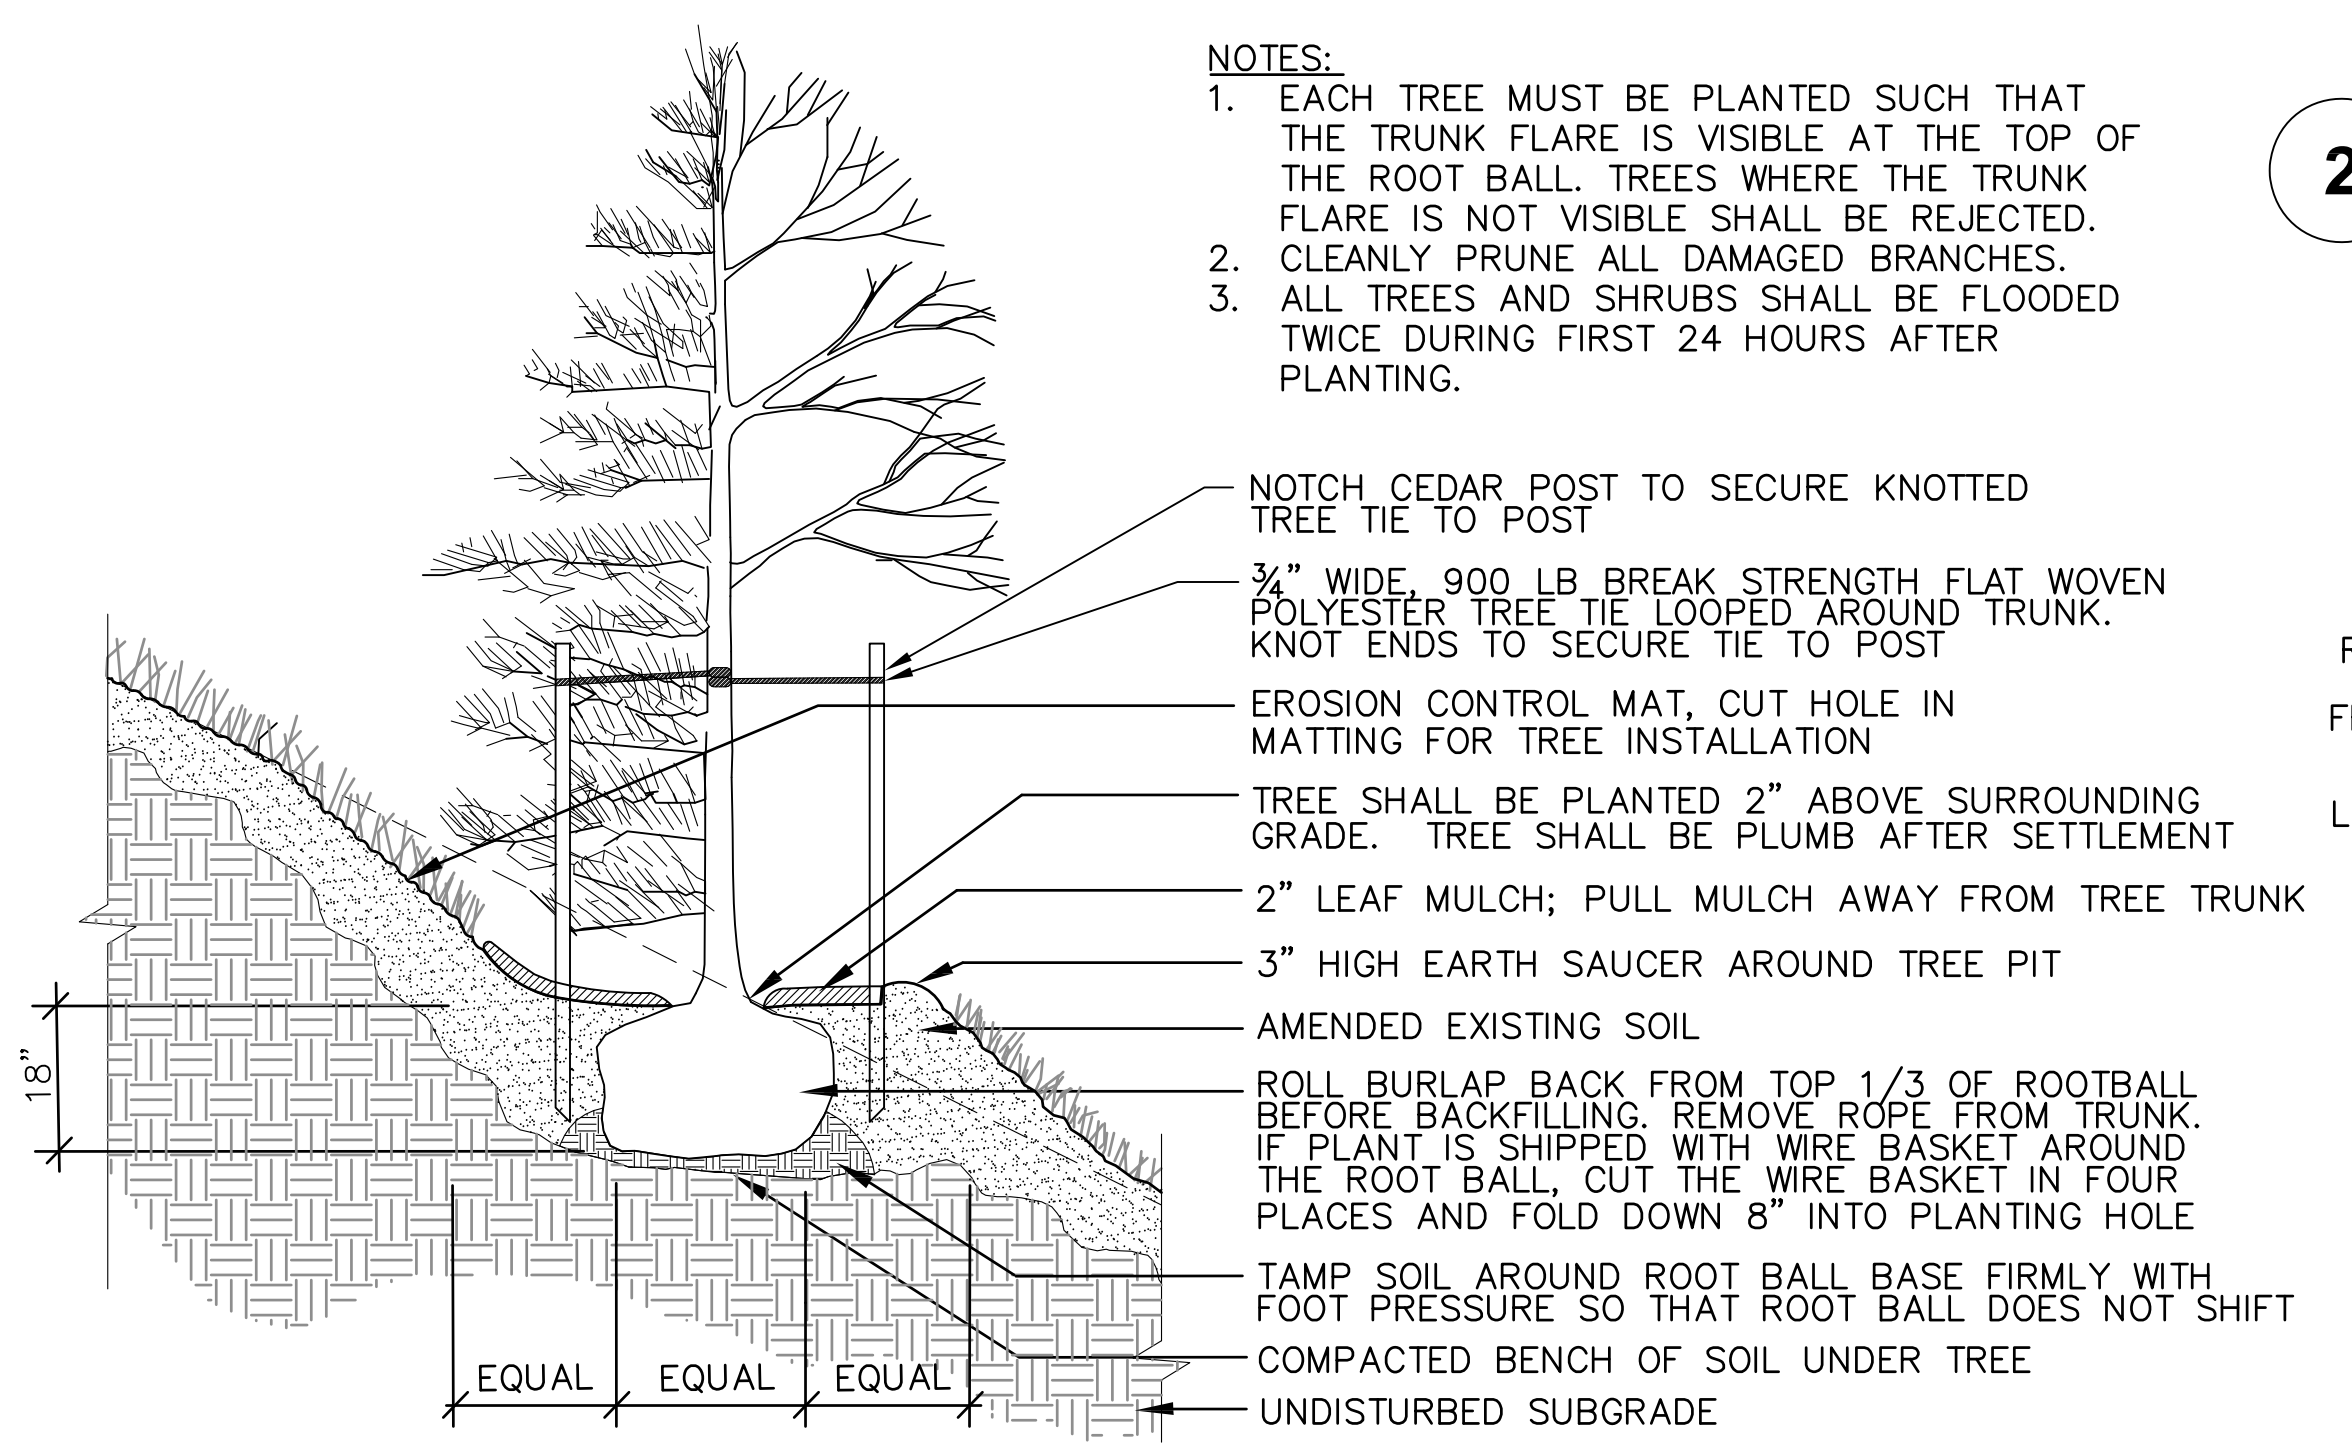 NOTES:
1. EACH TREE MUST BE PLANTED SUCH THAT
THE TRUNK FLARE IS VISIBLE AT THE TOP OF
THE ROOT BALL. TREES WHERE THE TRUNK
FLARE IS NOT VISIBLE SHALL BE REJECTED.
2. CLEANLY PRUNE ALL DAMAGED BRANCHES.
3. ALL TREES AND SHRUBS SHALL BE FLOODED
TWICE DURING FIRST 24 HOURS AFTER
PLANTING.
2
NOTCH CEDAR POST TO SECURE KNOTTED
TREE TIE TO POST
¾” WIDE, 900 LB BREAK STRENGTH FLAT WOVEN
POLYESTER TREE TIE LOOPED AROUND TRUNK.
KNOT ENDS TO SECURE TIE TO POST
EROSION CONTROL MAT, CUT HOLE IN
MATTING FOR TREE INSTALLATION
TREE SHALL BE PLANTED 2” ABOVE SURROUNDING
GRADE. TREE SHALL BE PLUMB AFTER SETTLEMENT
2” LEAF MULCH; PULL MULCH AWAY FROM TREE TRUNK
3” HIGH EARTH SAUCER AROUND TREE PIT
AMENDED EXISTING SOIL
ROLL BURLAP BACK FROM TOP 1/3 OF ROOTBALL
BEFORE BACKFILLING. REMOVE ROPE FROM TRUNK.
IF PLANT IS SHIPPED WITH WIRE BASKET AROUND
THE ROOT BALL, CUT THE WIRE BASKET IN FOUR
PLACES AND FOLD DOWN 8” INTO PLANTING HOLE
TAMP SOIL AROUND ROOT BALL BASE FIRMLY WITH
FOOT PRESSURE SO THAT ROOT BALL DOES NOT SHIFT
COMPACTED BENCH OF SOIL UNDER TREE
UNDISTURBED SUBGRADE
18”
EQUAL EQUAL EQUAL